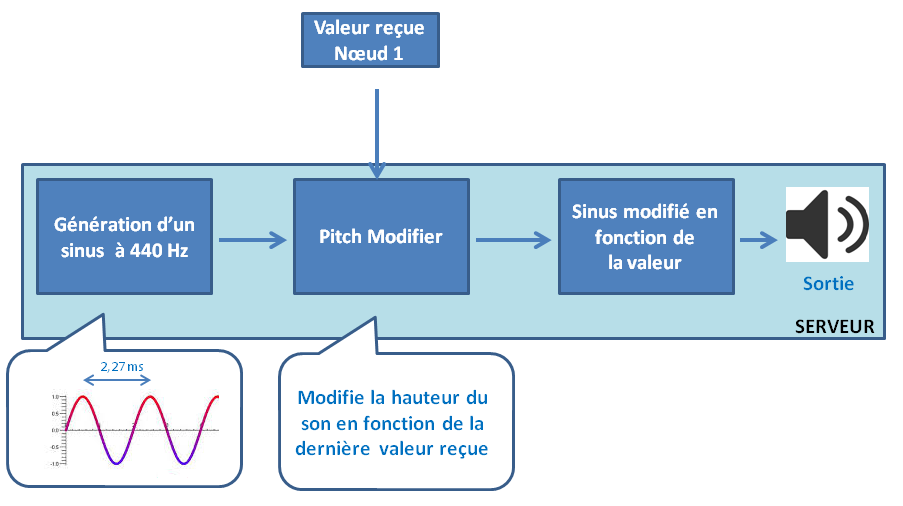 Valeur reçue
Nœud 1
Génération d'un
sinus à 440 Hz
Pitch Modifier
Sinus modifié en
fonction de
la valeur
Sortie
SERVEUR
2,27 ms
1.0
0.5
0.0
-0.5
-1.0
Modifie la hauteur du
son en fonction de la
dernière valeur reçue